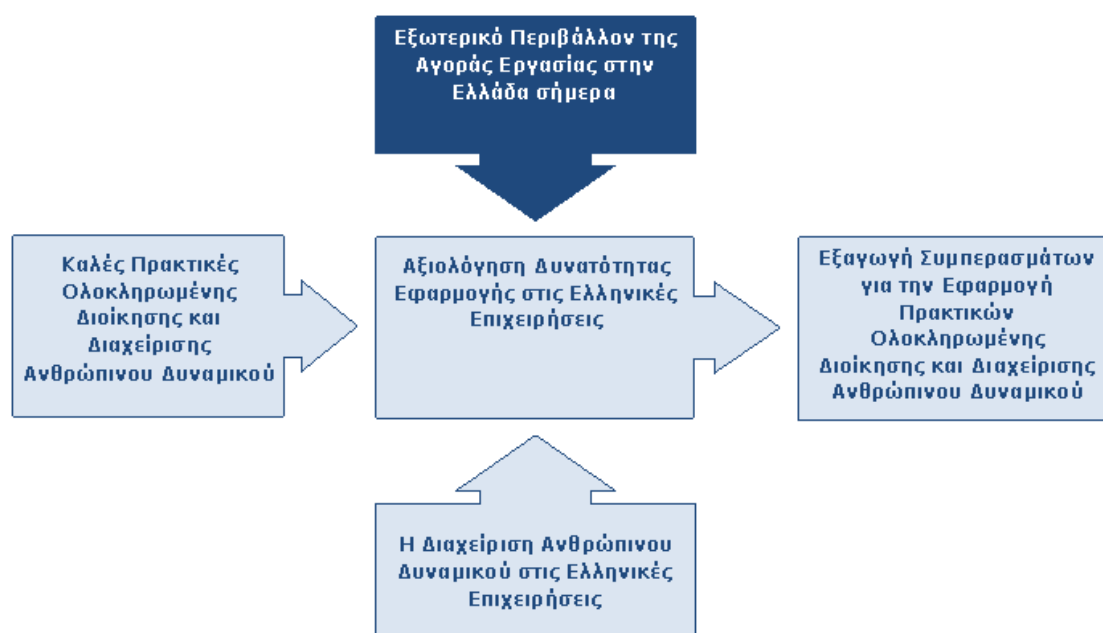 Εξωτερικό Περιβάλλον της
Αγοράς Εργασίας στην
Ελλάδα σήμερα
Καλές Πρακτικές
Ολοκληρωμένης
Διοίκησης και
Διαχείρισης
Ανθρώπινου Δυναμικού
Αξιολόγηση Δυνατότητας
Εφαρμογής στις Ελληνικές
Επιχειρήσεις
Εξαγωγή Συμπερασμάτων
για την Εφαρμογή
Πρακτικών
Ολοκληρωμένης
Διοίκησης και Διαχείρισης
Ανθρώπινου Δυναμικού
Η Διαχείριση Ανθρώπινου
Δυναμικού στις Ελληνικές
Επιχειρήσεις